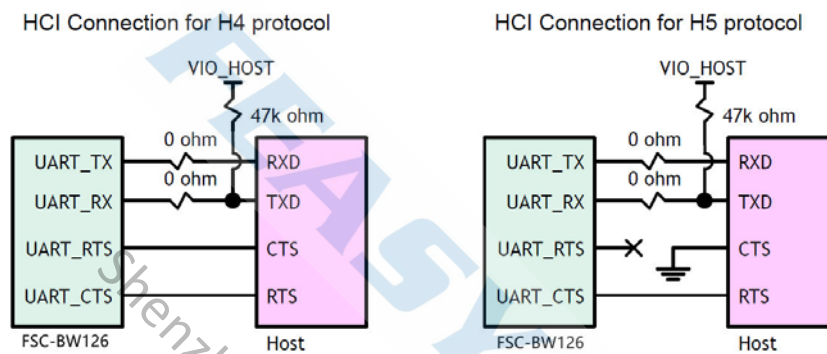 HCI Connection for H4 protocol
VIO_HOST
47k ohm
0 ohm
UART_TX
RXD
0 ohm
UART_RX
TXD
UART_RTS
CTS
UART_CTS
RTS
FSC-BW126
Host
HCI Connection for H5 protocol
VIO_HOST
47k ohm
0 ohm
UART_TX
RXD
0 ohm
UART_RX
TXD
UART_RTS
CTS
UART_CTS
RTS
FSC-BW126
Host
FEASY
Shenz